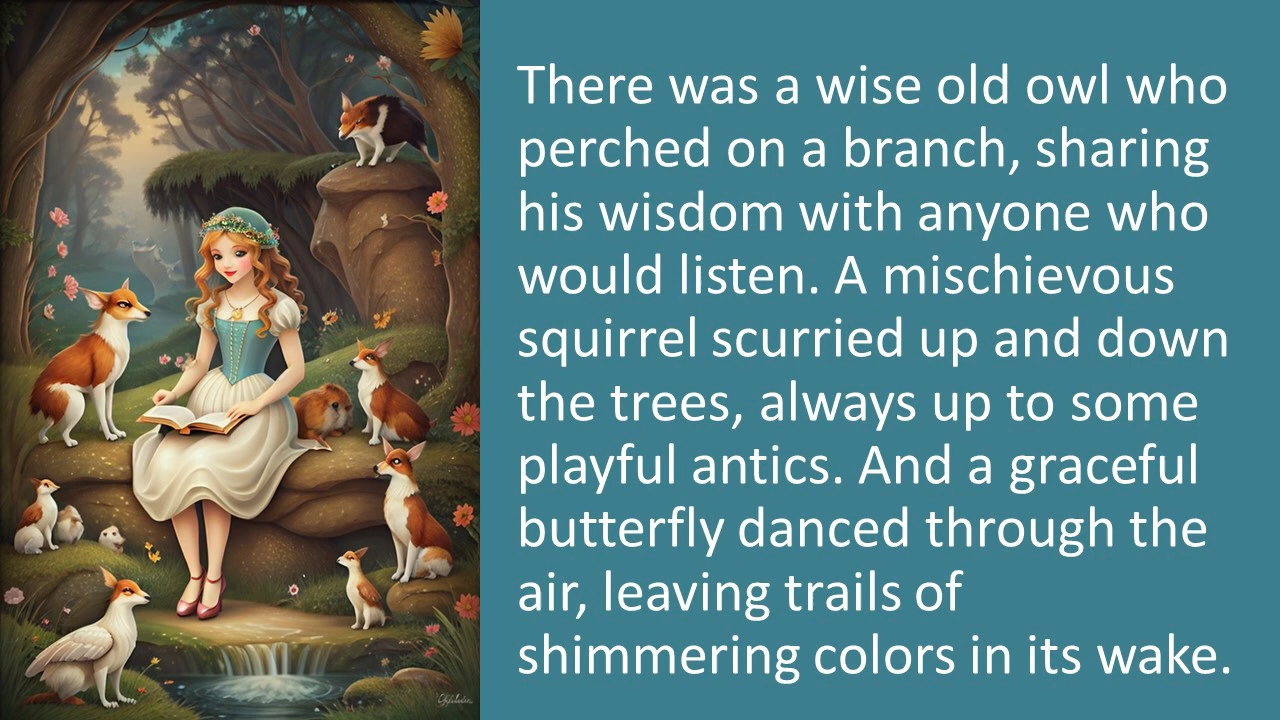 There was a wise old owl who
perched on a branch, sharing
his wisdom with anyone who
would listen. A mischievous
squirrel scurried up and down
the trees, always up to some
playful antics. And a graceful
butterfly danced through the
air, leaving trails of
shimmering colors in its wake.